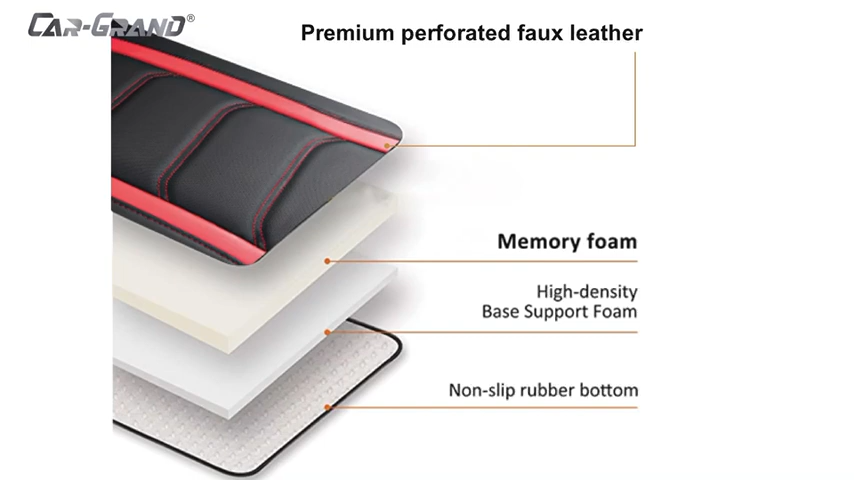 CAR-GRAND®
Premium perforated faux leather
Memory foam
High-density
Base Support Foam
Non-slip rubber bottom